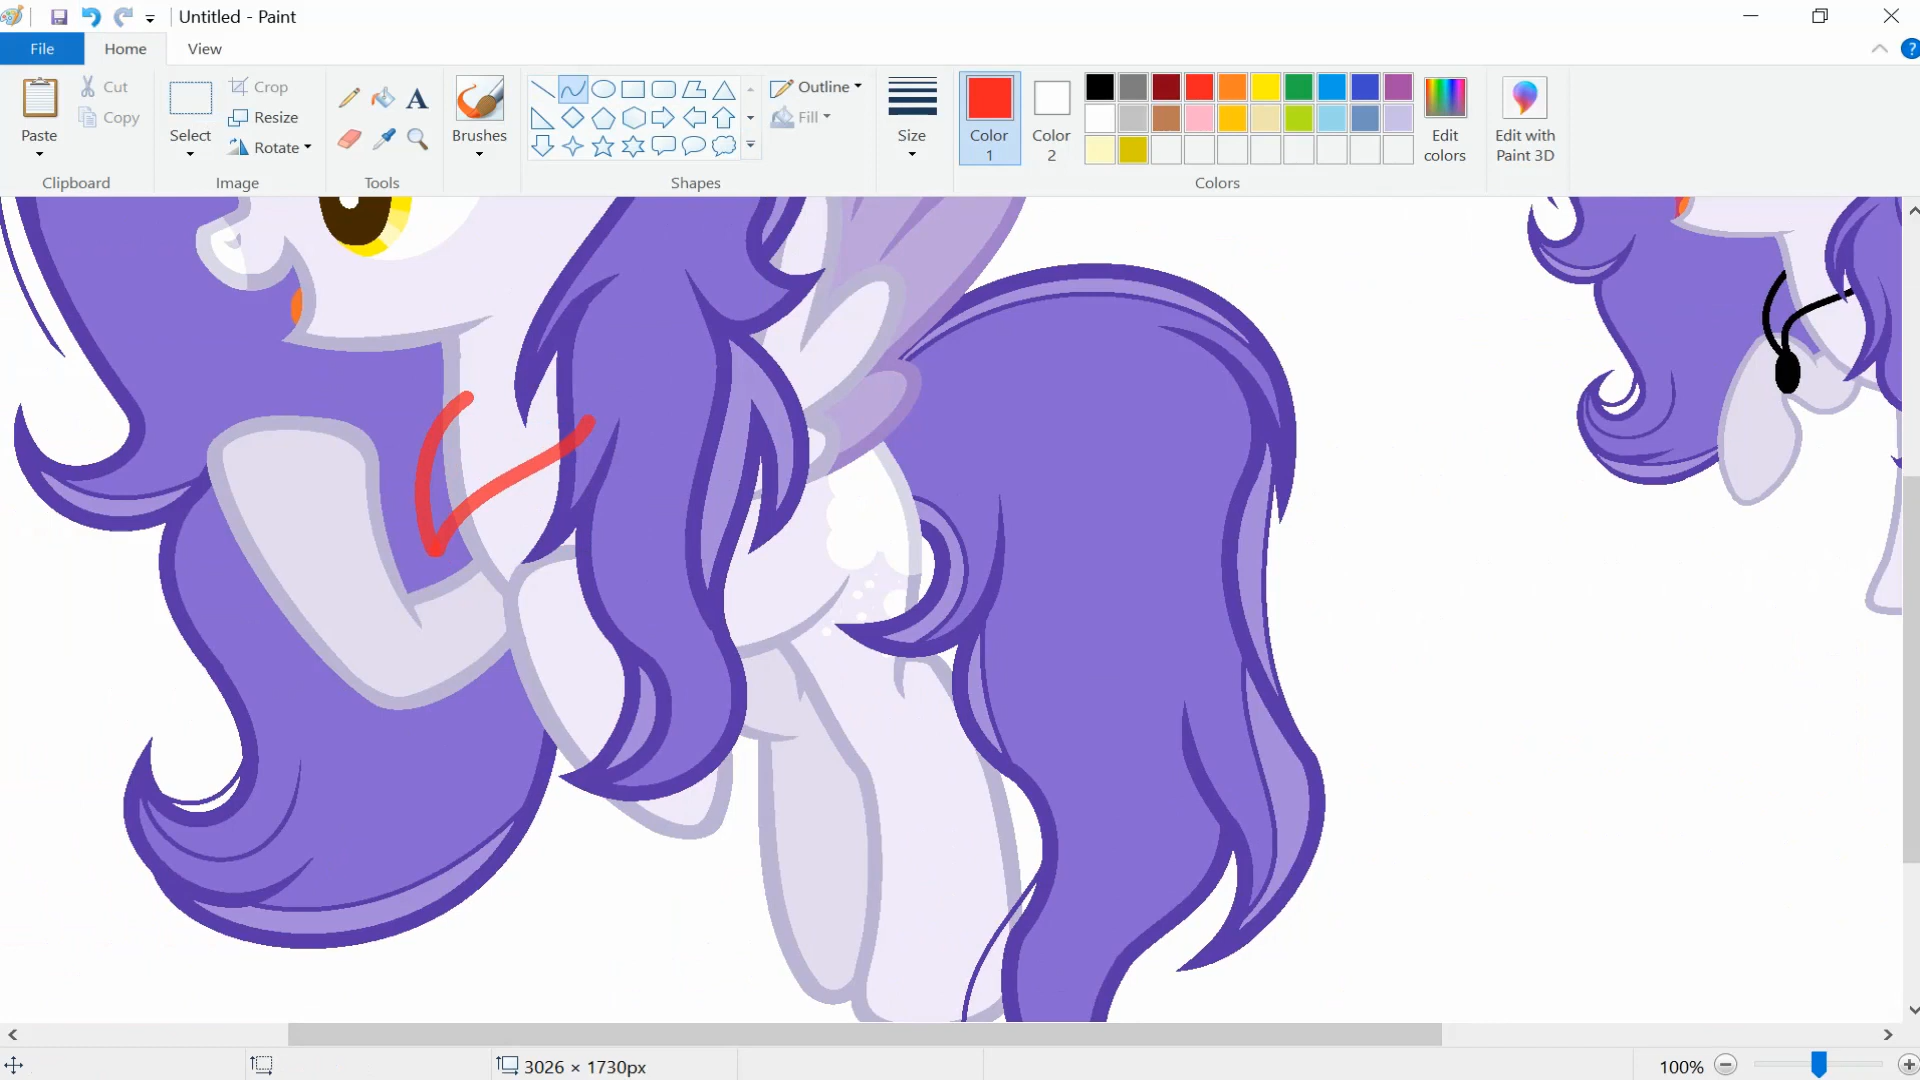 Untitled - Paint
File Home View
Paste
Cut
Copy
Clipboard
Select
Crop
Resize
Rotate
Image
A
Tools
Brushes
Outline
Fill
Shapes
Size
Color
1
Color
2
Edit
colors
Colors
Edit with
Paint 3D
?
3026 × 1730px
100%